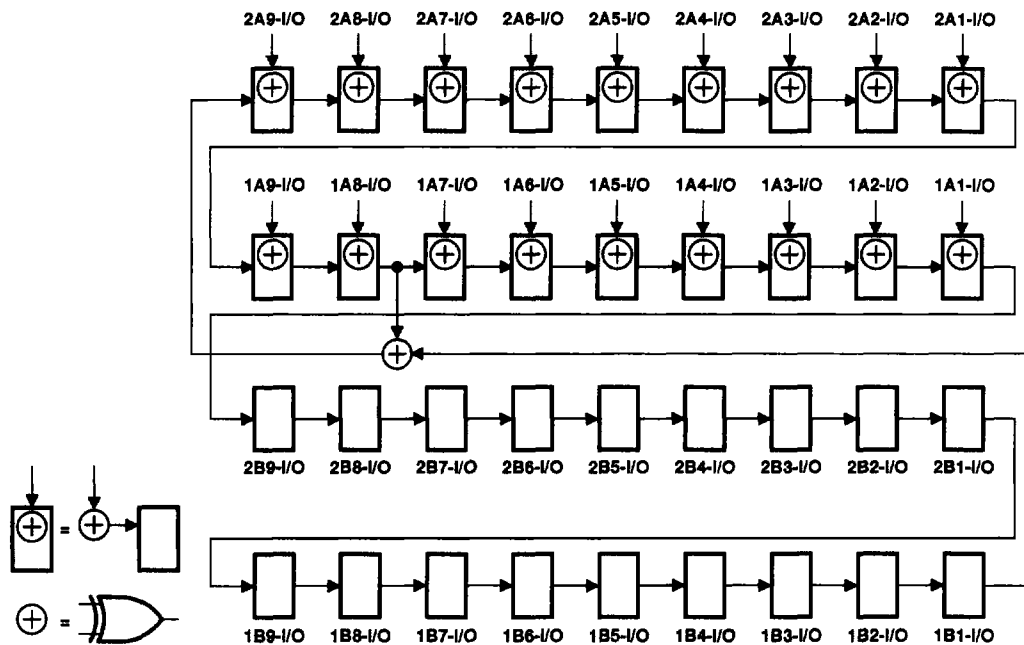 2A9-I/O 2A8-I/O 2A7-I/O 2A6-I/O 2A5-I/O 2A4-I/O 2A3-I/O 2A2-I/O 2A1-I/O
1A9-I/O 1A8-I/O 1A7-I/O 1A6-I/O 1A5-I/O 1A4-I/O 1A3-I/O 1A2-I/O 1A1-I/O
2B9-I/O 2B8-I/O 2B7-I/O 2B6-I/O 2B5-I/O 2B4-I/O 2B3-I/O 2B2-I/O 2B1-I/O
=
=
1B9-I/O 1B8-I/O 1B7-I/O 1B6-I/O 1B5-I/O 1B4-I/O 1B3-I/O 1B2-I/O 1B1-I/O